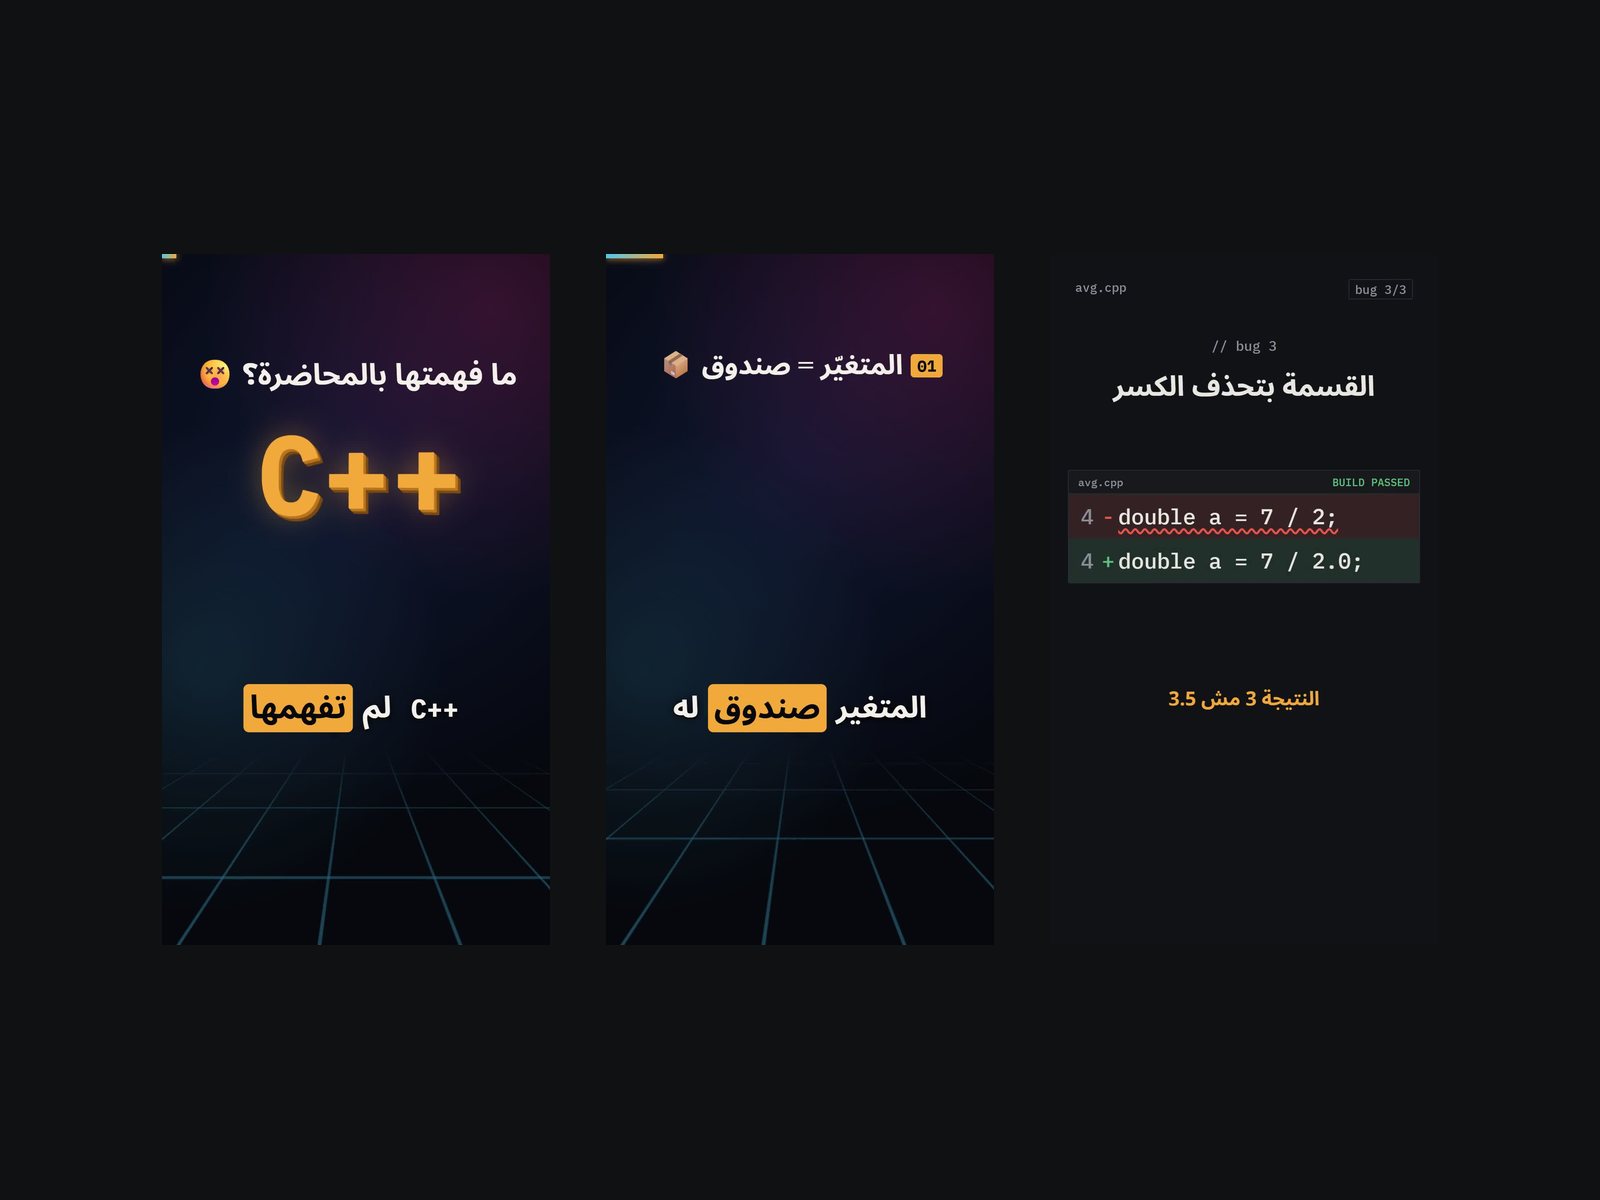 ما فهمتها بالمحاضرة؟ 😵
C++
C++ لم تفهمها
01 المتغيّر = صندوق 📦
المتغير صندوق له
avg.cpp
bug 3/3
// bug 3
القسمة بتحذف الكسر
avg.cpp
BUILD PASSED
4 - double a = 7 / 2;
4 + double a = 7 / 2.0;
النتيجة 3 مش 3.5